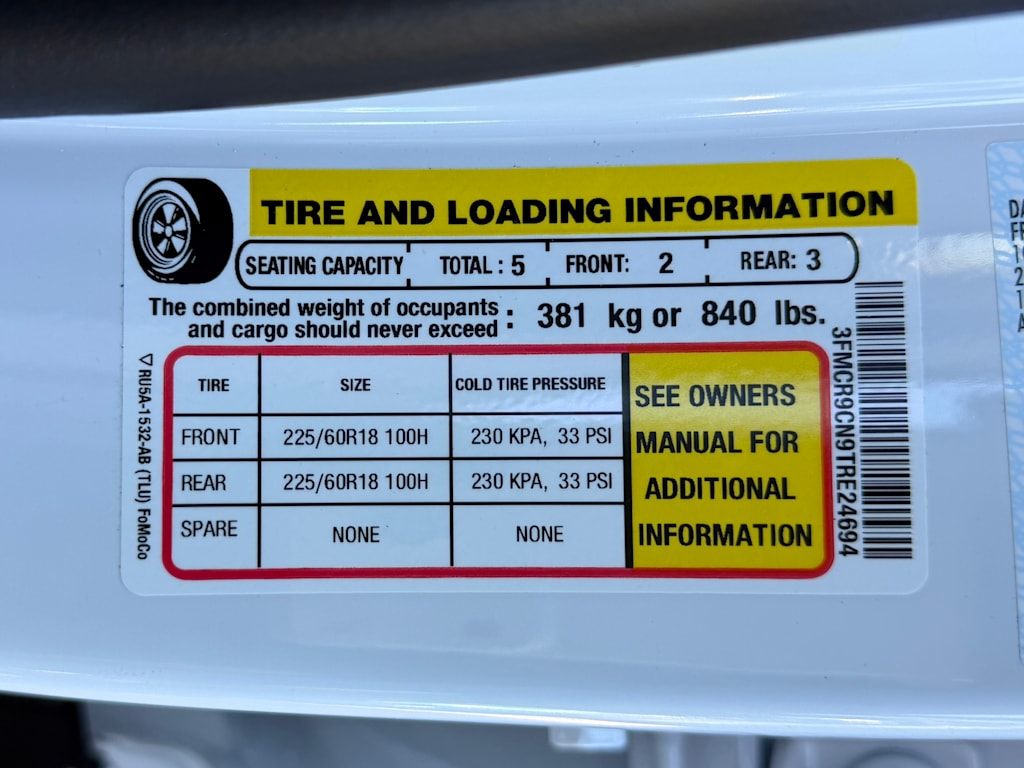 TIRE AND LOADING INFORMATION
SEATING CAPACITY TOTAL : 5 FRONT: 2 REAR: 3
The combined weight of occupants
and cargo should never exceed : 381 kg or 840 lbs.
TIRE SIZE COLD TIRE PRESSURE
FRONT 225/60R18 100H 230 KPA, 33 PSI
REAR 225/60R18 100H 230 KPA, 33 PSI
SPARE NONE NONE
SEE OWNERS
MANUAL FOR
ADDITIONAL
INFORMATION
3FMCR9CN9TRE24694
▽ RU5A-1532-AB (TLU) FoMoCo